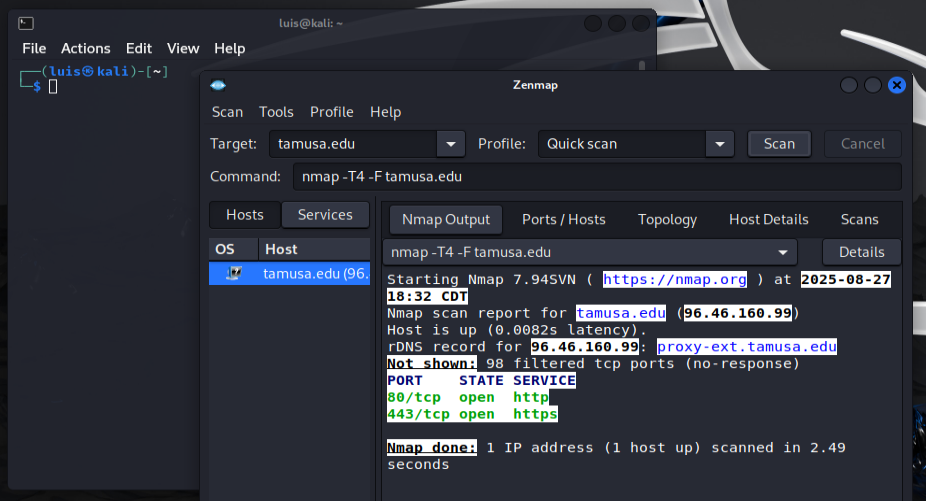 luis@kali: ~
File Actions Edit View Help
┌──(luis㉿kali)-[~]
└─$
Zenmap
Scan Tools Profile Help
Target: tamusa.edu Profile: Quick scan Scan Cancel
Command: nmap -T4 -F tamusa.edu
Hosts Services
OS Host
tamusa.edu (96.
Nmap Output Ports / Hosts Topology Host Details Scans
nmap -T4 -F tamusa.edu Details
Starting Nmap 7.94SVN ( https://nmap.org ) at 2025-08-27
18:32 CDT
Nmap scan report for tamusa.edu (96.46.160.99)
Host is up (0.0082s latency).
rDNS record for 96.46.160.99: proxy-ext.tamusa.edu
Not shown: 98 filtered tcp ports (no-response)
PORT STATE SERVICE
80/tcp open http
443/tcp open https
Nmap done: 1 IP address (1 host up) scanned in 2.49
seconds